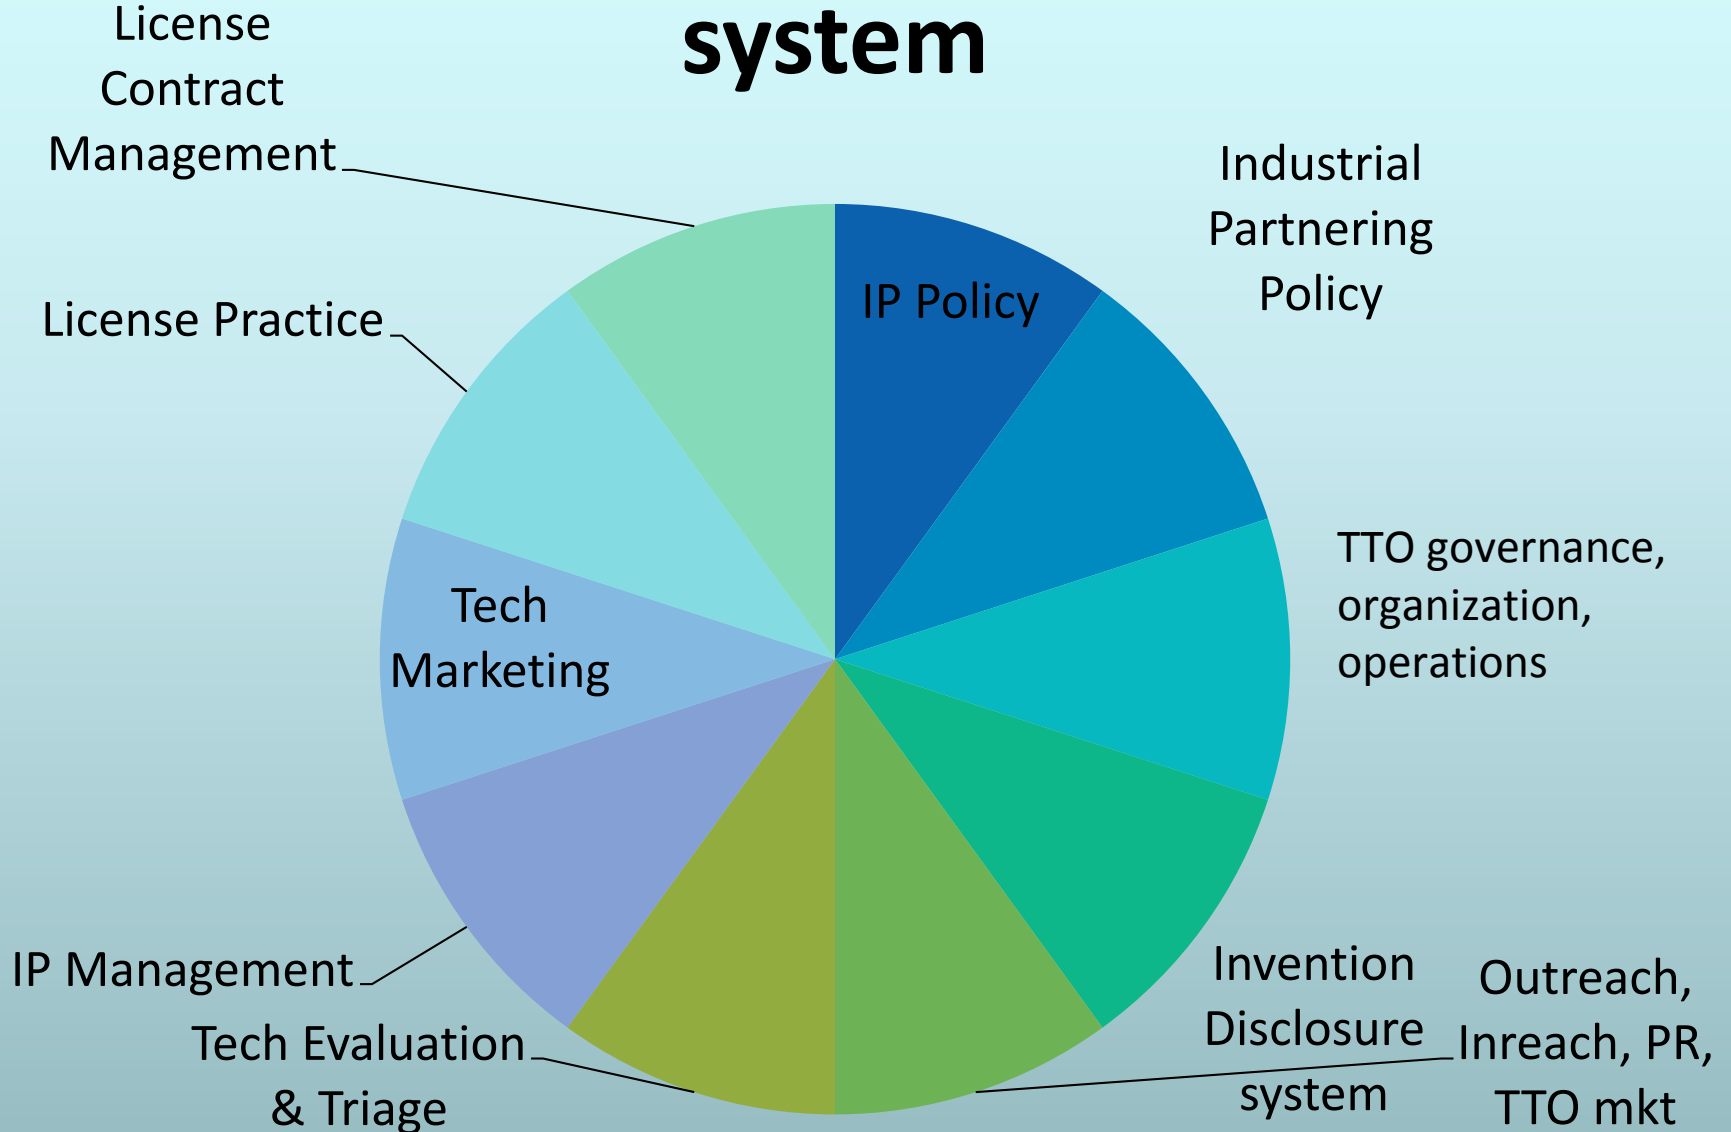 system
License
Contract
Management
Industrial
Partnering
Policy
IP Policy
License Practice
TTO governance,
organization,
operations
Tech
Marketing
IP Management
Invention
Disclosure
system
Outreach,
Inreach, PR,
TTO mkt
Tech Evaluation
& Triage